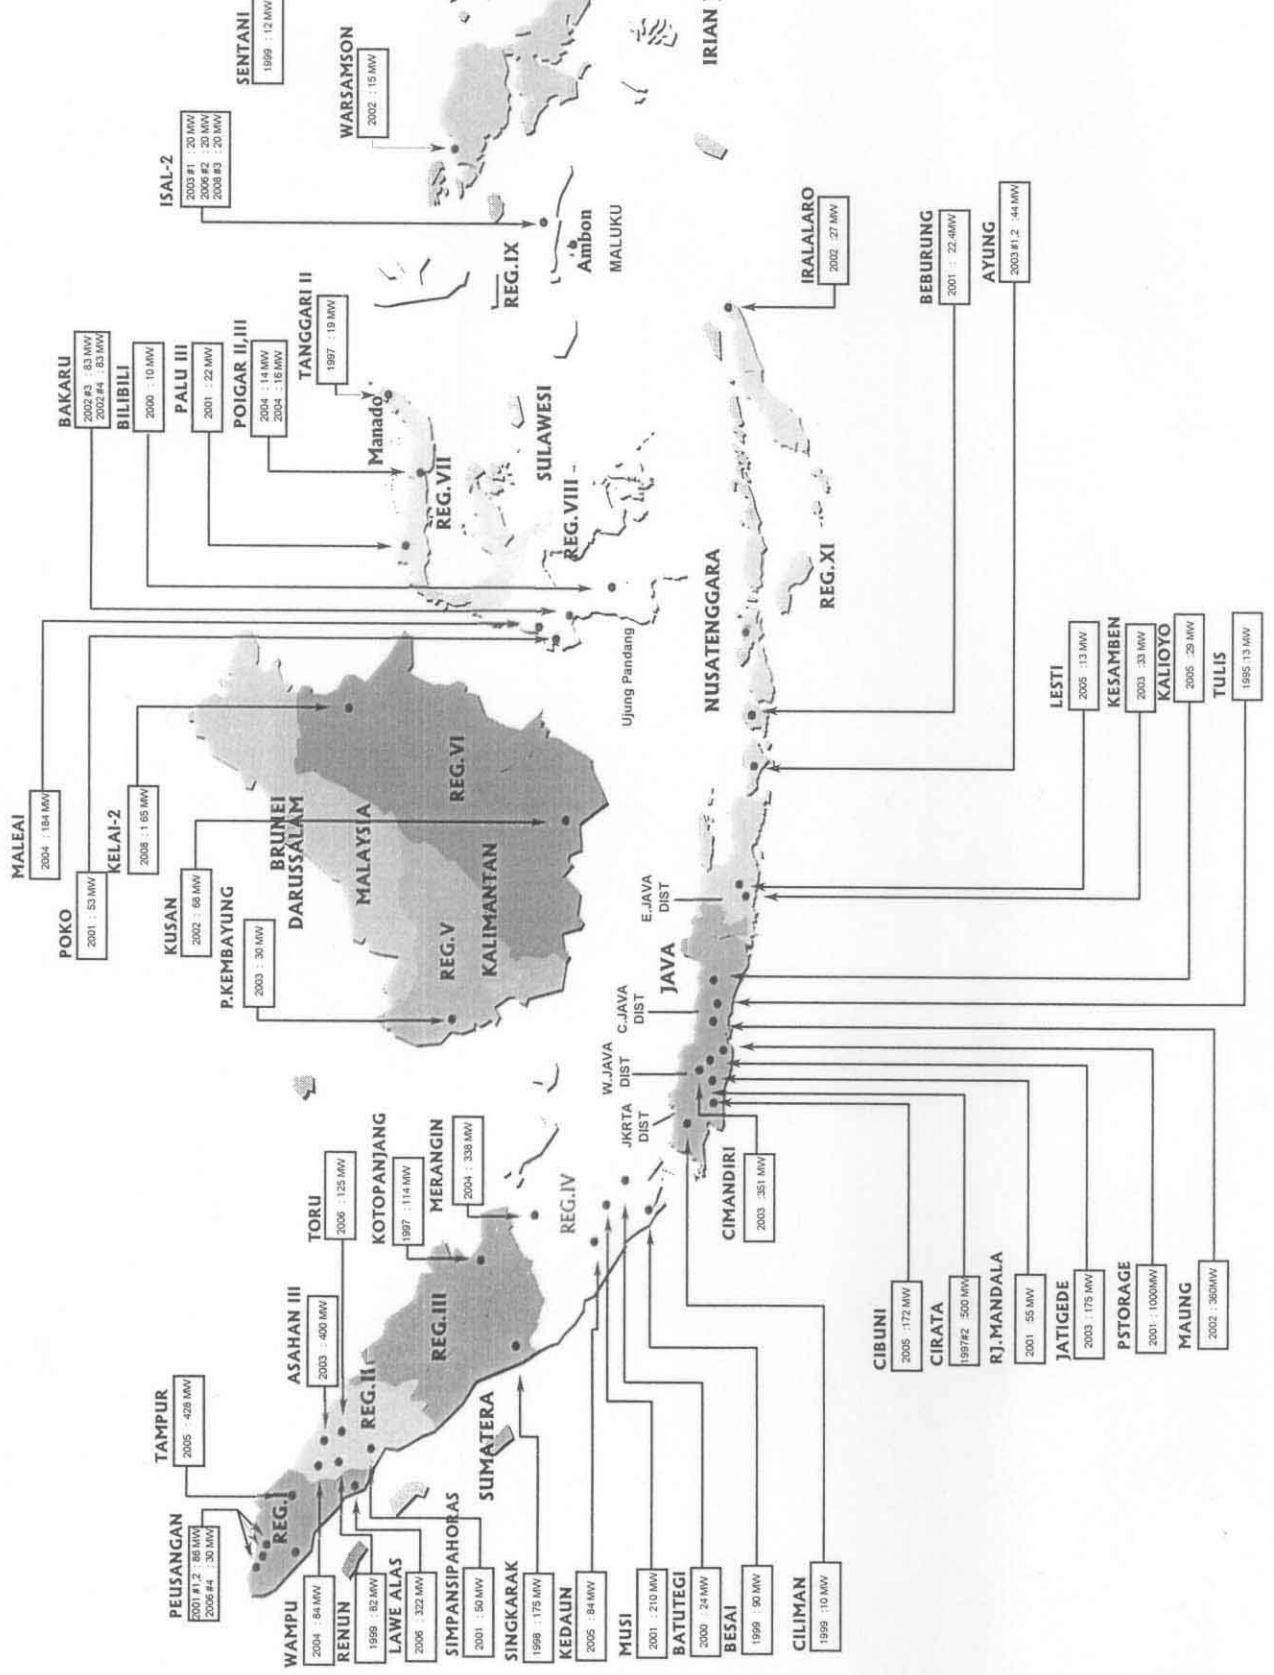 PEUSANGAN
2001 #1,2 : 86 MW
2006 #4 : 30 MW
TAMPUR
2005 : 428 MW
ASAHAN III
2003 : 400 MW
TORU
2006 : 125 MW
KOTOPANJANG
1997 : 114 MW
MERANGIN
2004 : 338 MW
WAMPU
2004 : 84 MW
RENUN
1999 : 82 MW
LAWE ALAS
2006 : 322 MW
SIMPANSIPAHORAS
2001 : 50 MW
SINGKARAK
1998 : 175 MW
KEDAUN
2005 : 84 MW
MUSI
2001 : 210 MW
BATUTEGI
2000 : 24 MW
BESAI
1999 : 90 MW
CILIMAN
1999 : 10 MW
REG.
REG.II
REG.III
REG.IV
SUMATERA
MALEAI
2004 : 184 MW
POKO
2001 : 53 MW
KELAI-2
2008 : 1 65 MW
KUSAN
2002 : 68 MW
P.KEMBAYUNG
2003 : 30 MW
BRUNEI
DARUSSALAM
MALAYSIA
REG.VI
REG.V
KALIMANTAN
BAKARU
2002 #3 : 83 MW
2002 #4 : 83 MW
BILIBILI
2000 : 10 MW
PALU III
2001 : 22 MW
POIGAR II,III
2004 : 14 MW
2004 : 16 MW
TANGGARI II
1997 : 19 MW
Manado
REG.VII
SULAWESI
REG.VIII
Ujung Pandang
ISAL-2
2003 #1 : 20 MW
2006 #2 : 20 MW
2008 #3 : 20 MW
REG.IX
Ambon
MALUKU
SENTANI
1999 : 12 MW
WARSAMSON
2002 : 15 MW
IRIAN
JKRTA
DIST
W.JAVA
DIST
C.JAVA
DIST
JAVA
E.JAVA
DIST
NUSATENGGARA
REG.XI
CIMANDIRI
2003 :351 MW
CIBUNI
2005 :172 MW
CIRATA
1997#2 :500 MW
RJ.MANDALA
2001 :55 MW
JATIGEDE
2003 : 175 MW
PSTORAGE
2001 : 1000MW
MAUNG
2002 : 360MW
LESTI
2005 :13 MW
KESAMBEN
2003 :33 MW
KALIOYO
2005 :29 MW
TULIS
1995 :13 MW
IRALALARO
2002 :27 MW
BEBURUNG
2001 : 22.4MW
AYUNG
2003 #1,2 :44 MW